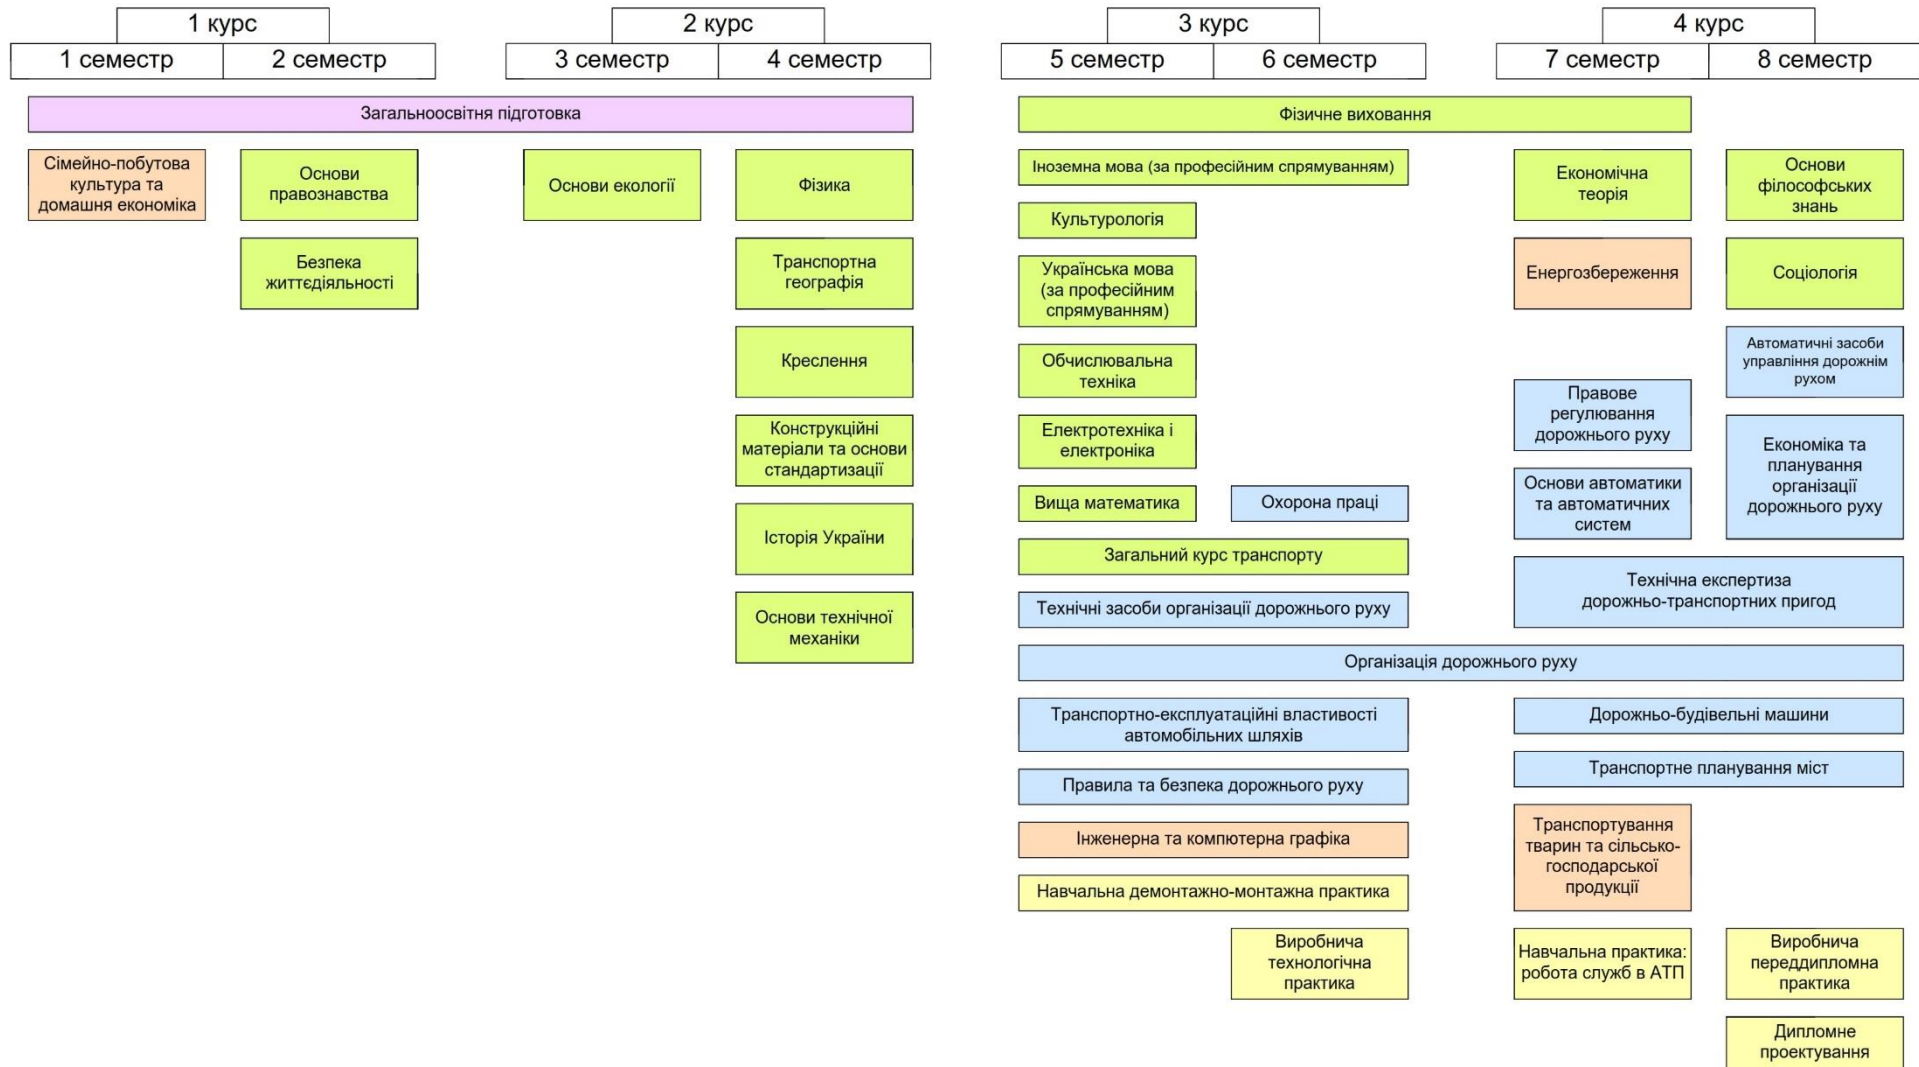 1 курс
2 курс
3 курс
4 курс
1 семестр
2 семестр
3 семестр
4 семестр
5 семестр
6 семестр
7 семестр
8 семестр
Загальноосвітня підготовка
Фізичне виховання
Сімейно-побутова
культура та
домашня економіка
Основи
правознавства
Основи екології
Фізика
Іноземна мова (за професійним спрямуванням)
Економічна
теорія
Основи
філософських
знань
Культурологія
Безпека
життєдіяльності
Транспортна
географія
Українська мова
(за професійним
спрямуванням)
Енергозбереження
Соціологія
Креслення
Обчислювальна
техніка
Автоматичні засоби
управління дорожнім
рухом
Правове
регулювання
дорожнього руху
Конструкційні
матеріали та основи
стандартизації
Електротехніка і
електроніка
Економіка та
планування
організації
дорожнього руху
Основи автоматики
та автоматичних
систем
Вища математика
Охорона праці
Історія України
Загальний курс транспорту
Технічна експертиза
дорожньо-транспортних пригод
Основи технічної
механіки
Технічні засоби організації дорожнього руху
Організація дорожнього руху
Транспортно-експлуатаційні властивості
автомобільних шляхів
Дорожньо-будівельні машини
Правила та безпека дорожнього руху
Транспортне планування міст
Інженерна та компютерна графіка
Транспортування
тварин та сільсько-
господарської
продукції
Навчальна демонтажно-монтажна практика
Виробнича
технологічна
практика
Навчальна практика:
робота служб в АТП
Виробнича
переддипломна
практика
Дипломне
проектування